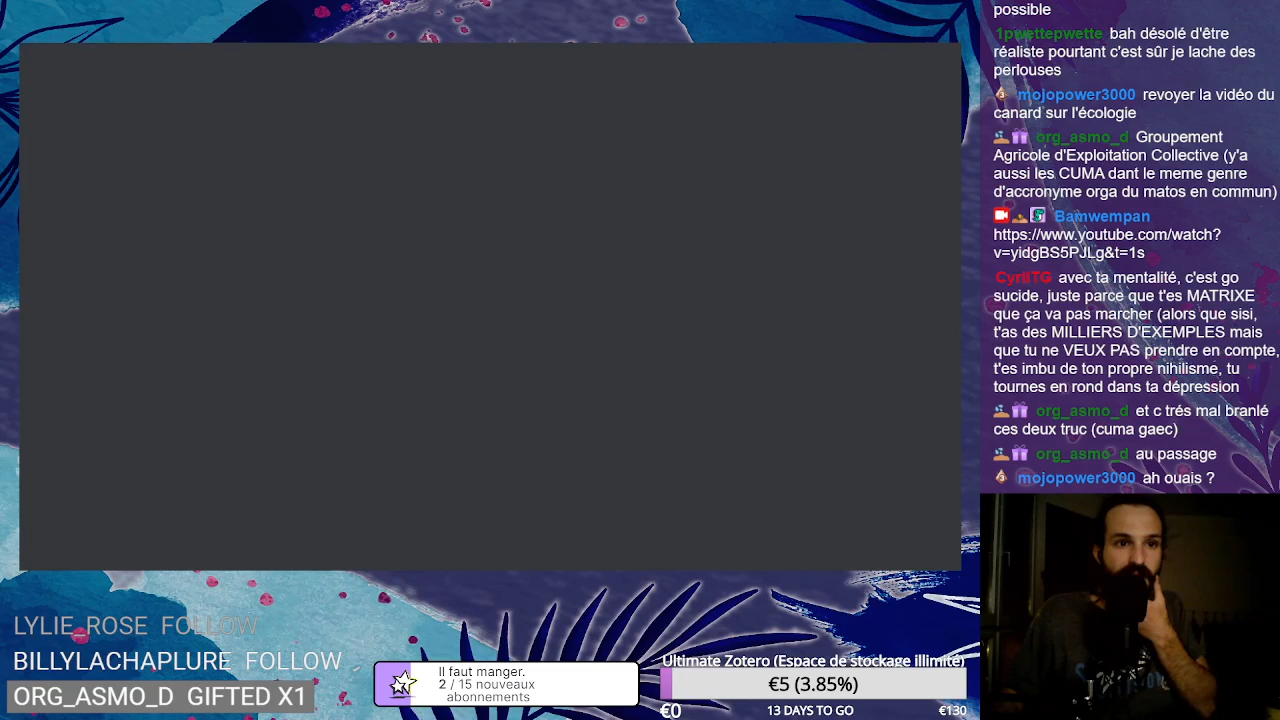 possible
1pwettepwette bah désolé d'être
réaliste pourtant c'est sûr je lache des
perlouses
mojopower3000 revoyer la vidéo du
canard sur l'écologie
org_asmo_d Groupement
Agricole d'Exploitation Collective (y'a
aussi les CUMA dant le meme genre
d'accronyme orga du matos en commun)
Bamwempan
https://www.youtube.com/watch?
v=yidgBS5PJLg&t=1s
CyrilTG avec ta mentalité, c'est go
sucide, juste parce que t'es MATRIXE
que ça va pas marcher (alors que sisi,
t'as des MILLIERS D'EXEMPLES mais
que tu ne VEUX PAS prendre en compte,
t'es imbu de ton propre nihilisme, tu
tournes en rond dans ta dépression
org_asmo_d et c trés mal branlé
ces deux truc (cuma gaec)
org_asmo_d au passage
mojopower3000 ah ouais ?
LYLIE_ROSE FOLLOW
BILLYLACHAPLURE FOLLOW
ORG_ASMO_D GIFTED X1
Il faut manger.
2 / 15 nouveaux
abonnements
Ultimate Zotero (Espace de stockage illimité)
€5 (3.85%)
€0 13 DAYS TO GO €130